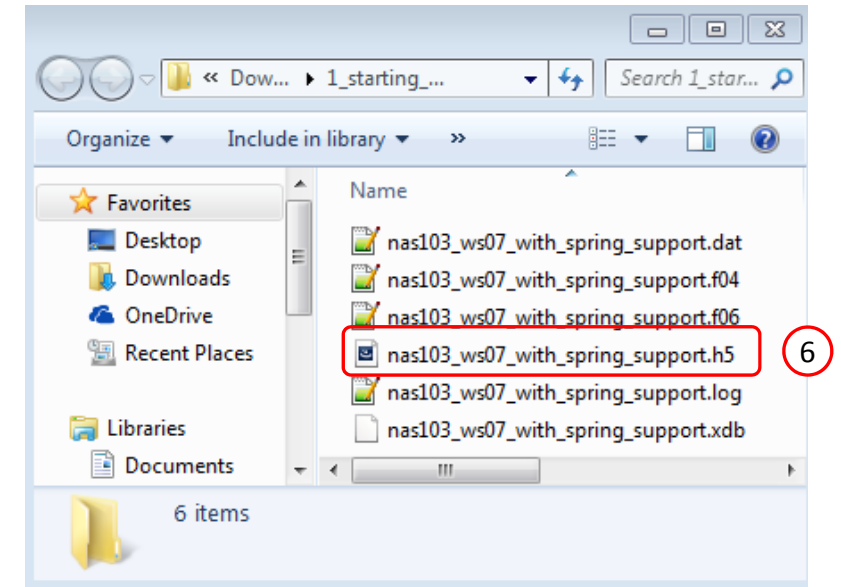 « Dow... 1_starting_... Search 1_star...
Organize Include in library »
Name
Favorites
Desktop
Downloads
OneDrive
Recent Places
Libraries
Documents
nas103_ws07_with_spring_support.dat
nas103_ws07_with_spring_support.f04
nas103_ws07_with_spring_support.f06
nas103_ws07_with_spring_support.h5
6
nas103_ws07_with_spring_support.log
nas103_ws07_with_spring_support.xdb
6 items